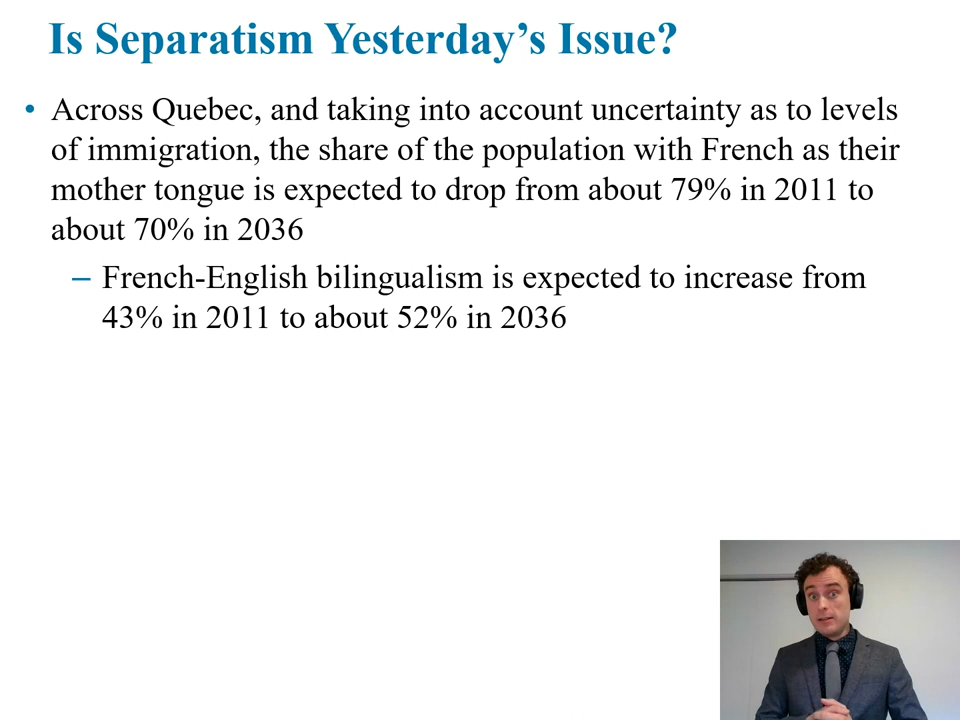 Is Separatism Yesterday’s Issue?
• Across Quebec, and taking into account uncertainty as to levels
of immigration, the share of the population with French as their
mother tongue is expected to drop from about 79% in 2011 to
about 70% in 2036
– French-English bilingualism is expected to increase from
43% in 2011 to about 52% in 2036